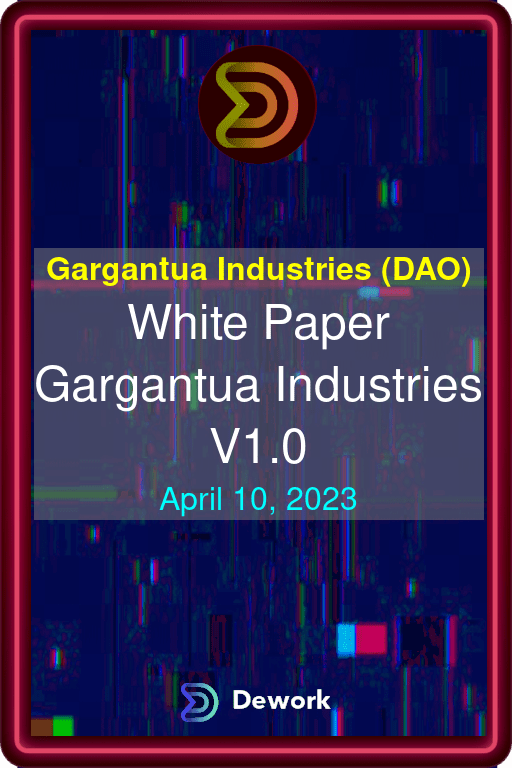 Gargantua Industries (DAO)
White Paper
Gargantua Industries
V1.0
April 10, 2023
Dework